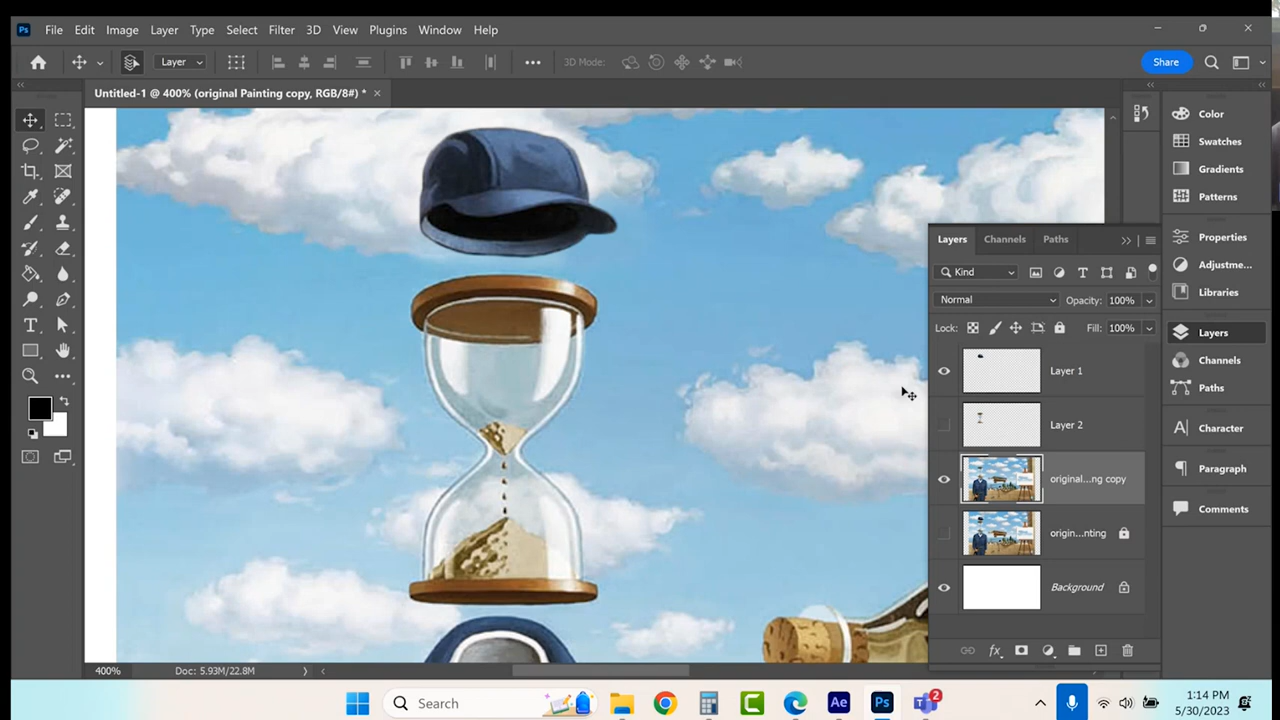 Ps File Edit Image Layer Type Select Filter 3D View Plugins Window Help
Layer 3D Mode: Share
Untitled-1 @ 400% (original Painting copy, RGB/8#) *
Color
Swatches
Gradients
Patterns
Properties
Adjustme...
Libraries
Layers
Channels
Paths
Character
Paragraph
Comments
Layers Channels Paths
Kind
Normal Opacity: 100%
Lock: Fill: 100%
Layer 1
Layer 2
original...ng copy
origin...nting
Background
400% Doc: 5.93M/22.8M
Search C Ae Ps T 2
1:14 PM
5/30/2023